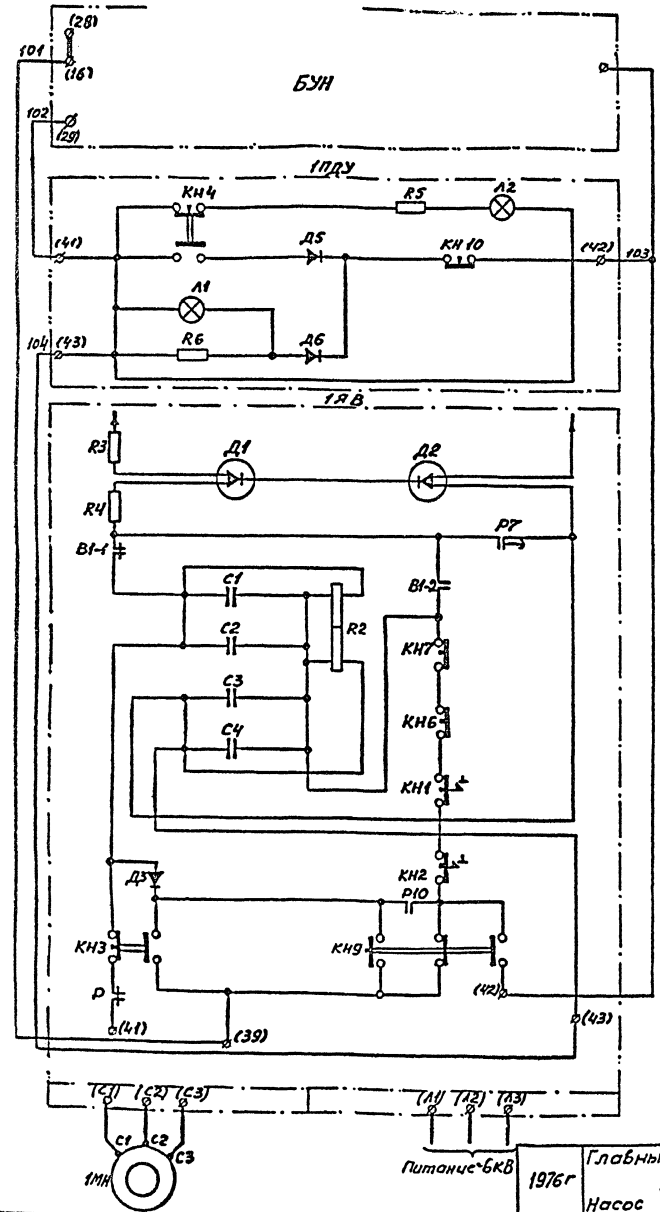 (28)
101
(16)
БУН
102
(29)
1ПДУ
КН4
R5
Л2
(41)
Д5
КН10
(42)
103
Л1
104
(43)
R6
Д6
1ЯВ
R3
Д1
Д2
R4
Р7
В1-1
С1
В1-2
R2
С2
КН7
С3
КН6
С4
КН1
КН2
Д3
Р10
КН3
КН9
Р
(42)
(41)
(39)
(43)
(С1)
(С2)
(С3)
(Л1)
(Л2)
(Л3)
С1
С2
С3
1МН
Питание-6кВ
1976г
Главны
Насос